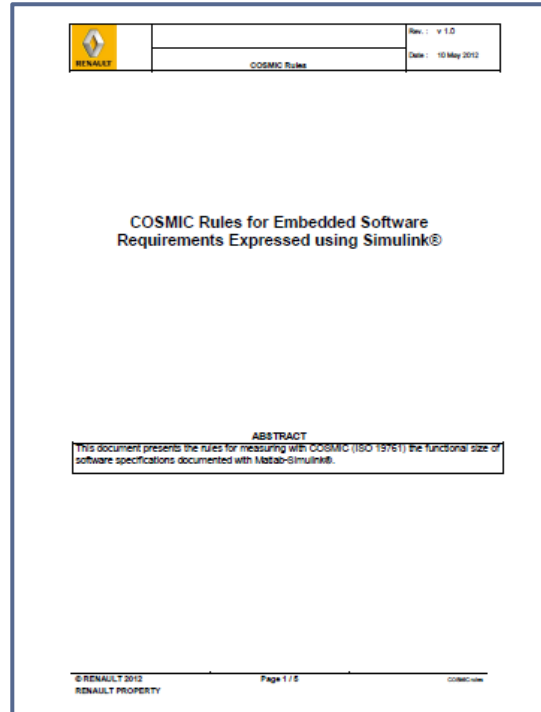 RENAULT
COSMIC Rules
Rev. : v 1.0
Date : 10 May 2012
COSMIC Rules for Embedded Software
Requirements Expressed using Simulink®
ABSTRACT
This document presents the rules for measuring with COSMIC (ISO 19761) the functional size of
software specifications documented with Matlab-Simulink®.
© RENAULT 2012
Page 1 / 5
COSMIC rules
RENAULT PROPERTY